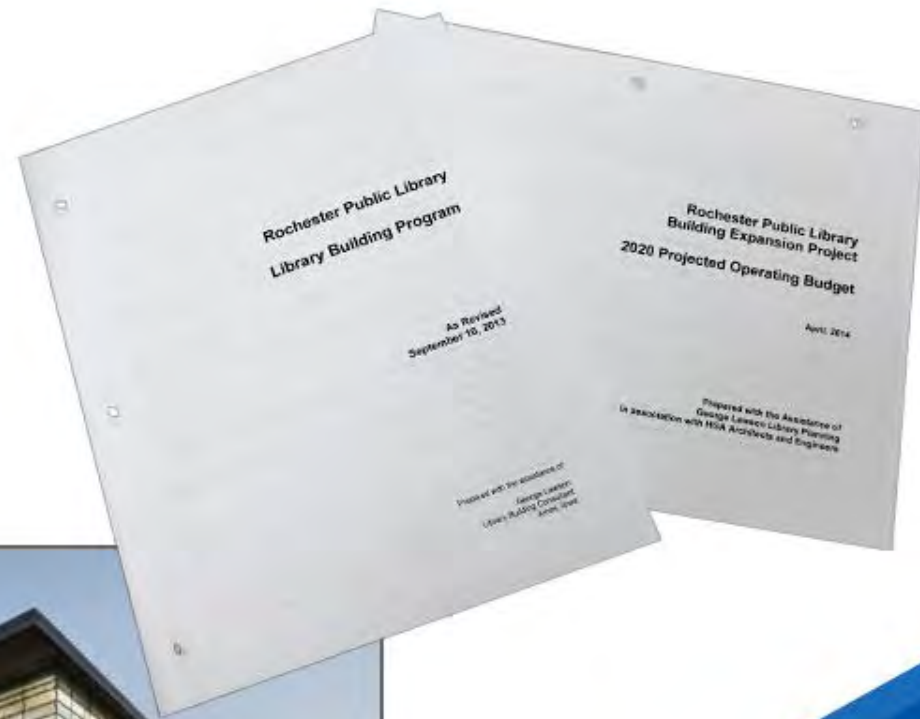 Rochester Public Library
Library Building Program
As Revised
September 10, 2013
Prepared with the assistance of
George Lawson
Library Building Consultant
Ames, Iowa
Rochester Public Library
Building Expansion Project
2020 Projected Operating Budget
April, 2014
Prepared with the Assistance of
George Lawson Library Planning
in association with HGA Architects and Engineers